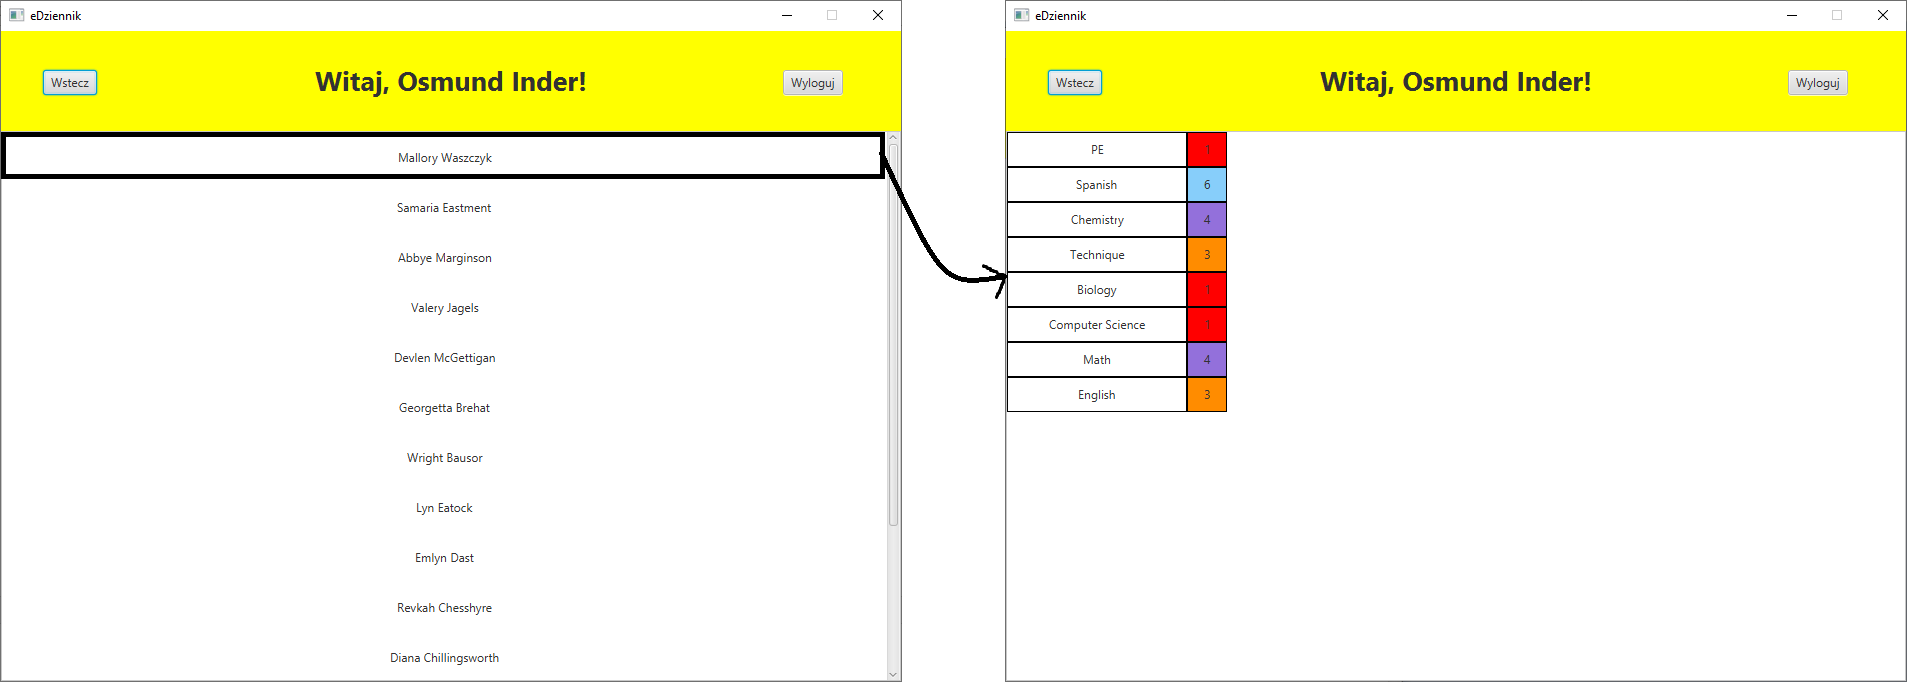 eDziennik
Wstecz
Witaj, Osmund Inder!
Wyloguj
Mallory Waszczyk
Samaria Eastment
Abbye Marginson
Valery Jagels
Devlen McGettigan
Georgetta Brehat
Wright Bausor
Lyn Eatock
Emlyn Dast
Revkah Chesshyre
Diana Chillingsworth
eDziennik
Wstecz
Witaj, Osmund Inder!
Wyloguj
PE 1
Spanish 6
Chemistry 4
Technique 3
Biology 1
Computer Science 1
Math 4
English 3